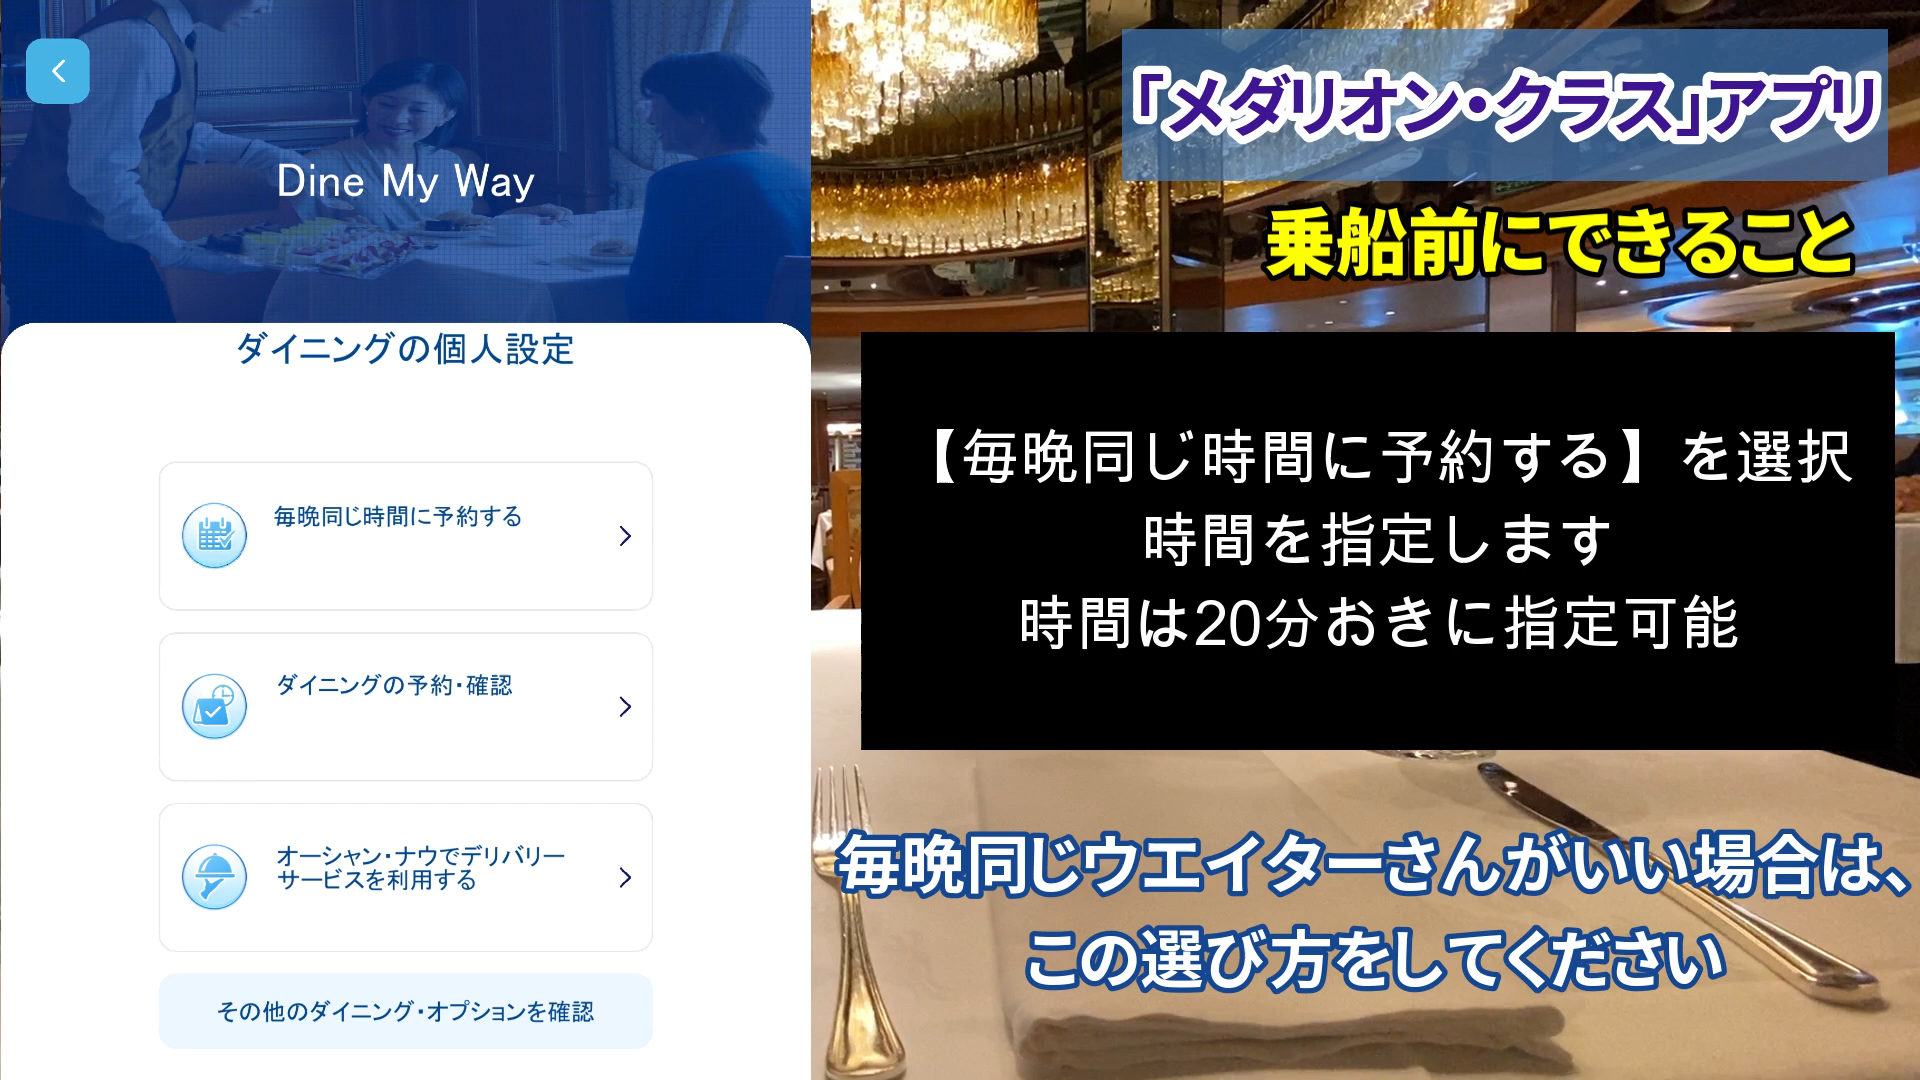 Dine My Way
ダイニングの個人設定
毎晩同じ時間に予約する
ダイニングの予約・確認
オーシャン・ナウでデリバリー
サービスを利用する
その他のダイニング・オプションを確認
「メダリオン・クラス」アプリ
乗船前にできること
【毎晩同じ時間に予約する】を選択
時間を指定します
時間は20分おきに指定可能
毎晩同じウエイターさんがいい場合は、
この選び方をしてください